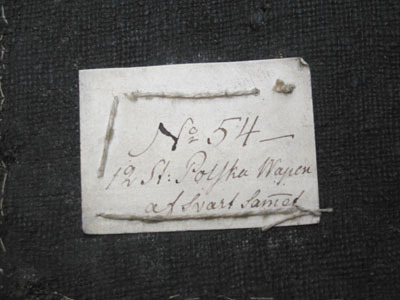 No 54—
12 St: Polska Wapen
af Svart Samet